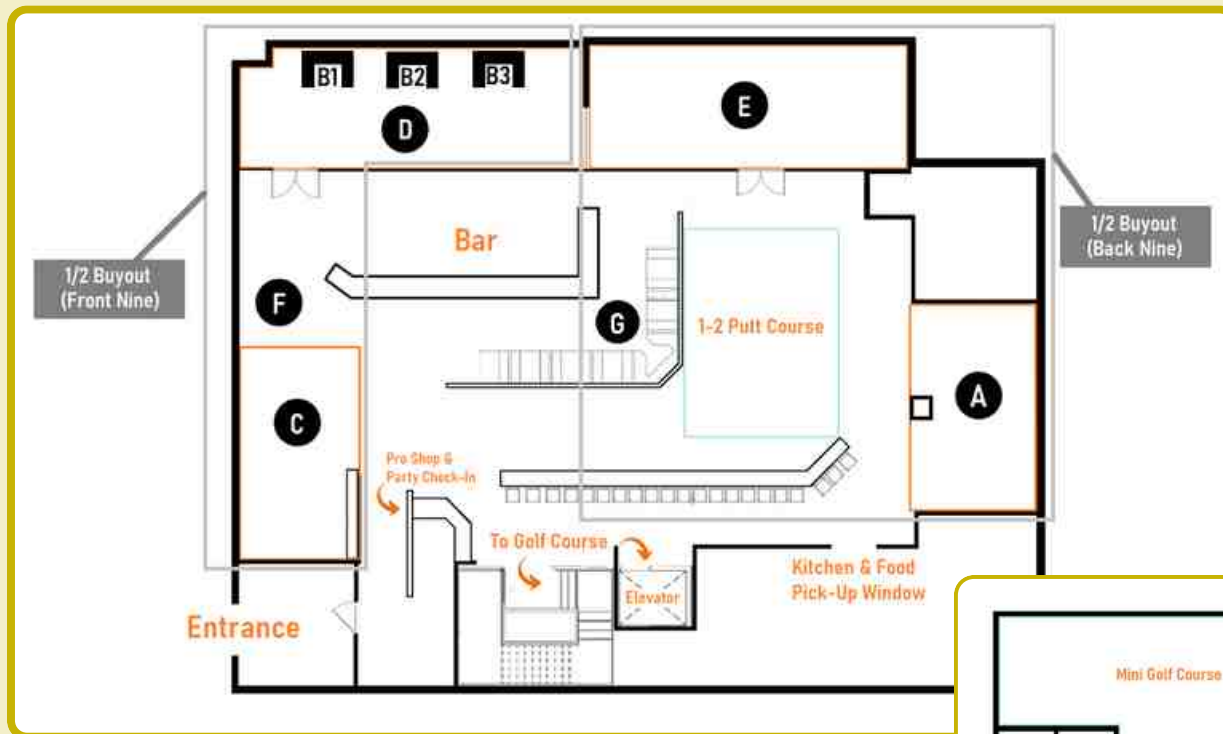 B1
B2
B3
D
E
1/2 Buyout
(Front Nine)
Bar
1/2 Buyout
(Back Nine)
F
G
1-2 Putt Course
A
C
Pro Shop &
Party Check-In
To Golf Course
Elevator
Kitchen & Food
Pick-Up Window
Entrance
Mini Golf Course